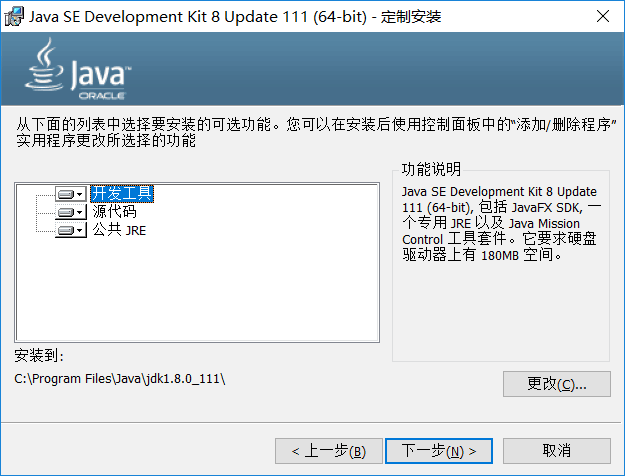 Java SE Development Kit 8 Update 111 (64-bit) - 定制安装
Java™
ORACLE
从下面的列表中选择要安装的可选功能。您可以在安装后使用控制面板中的“添加/删除程序”
实用程序更改所选择的功能
开发工具
源代码
公共 JRE
功能说明
Java SE Development Kit 8 Update
111 (64-bit), 包括 JavaFX SDK, 一
个专用 JRE 以及 Java Mission
Control 工具套件。它要求硬盘
驱动器上有 180MB 空间。
安装到:
C:\Program Files\Java\jdk1.8.0_111\
更改(C)...
< 上一步(B)
下一步(N) >
取消